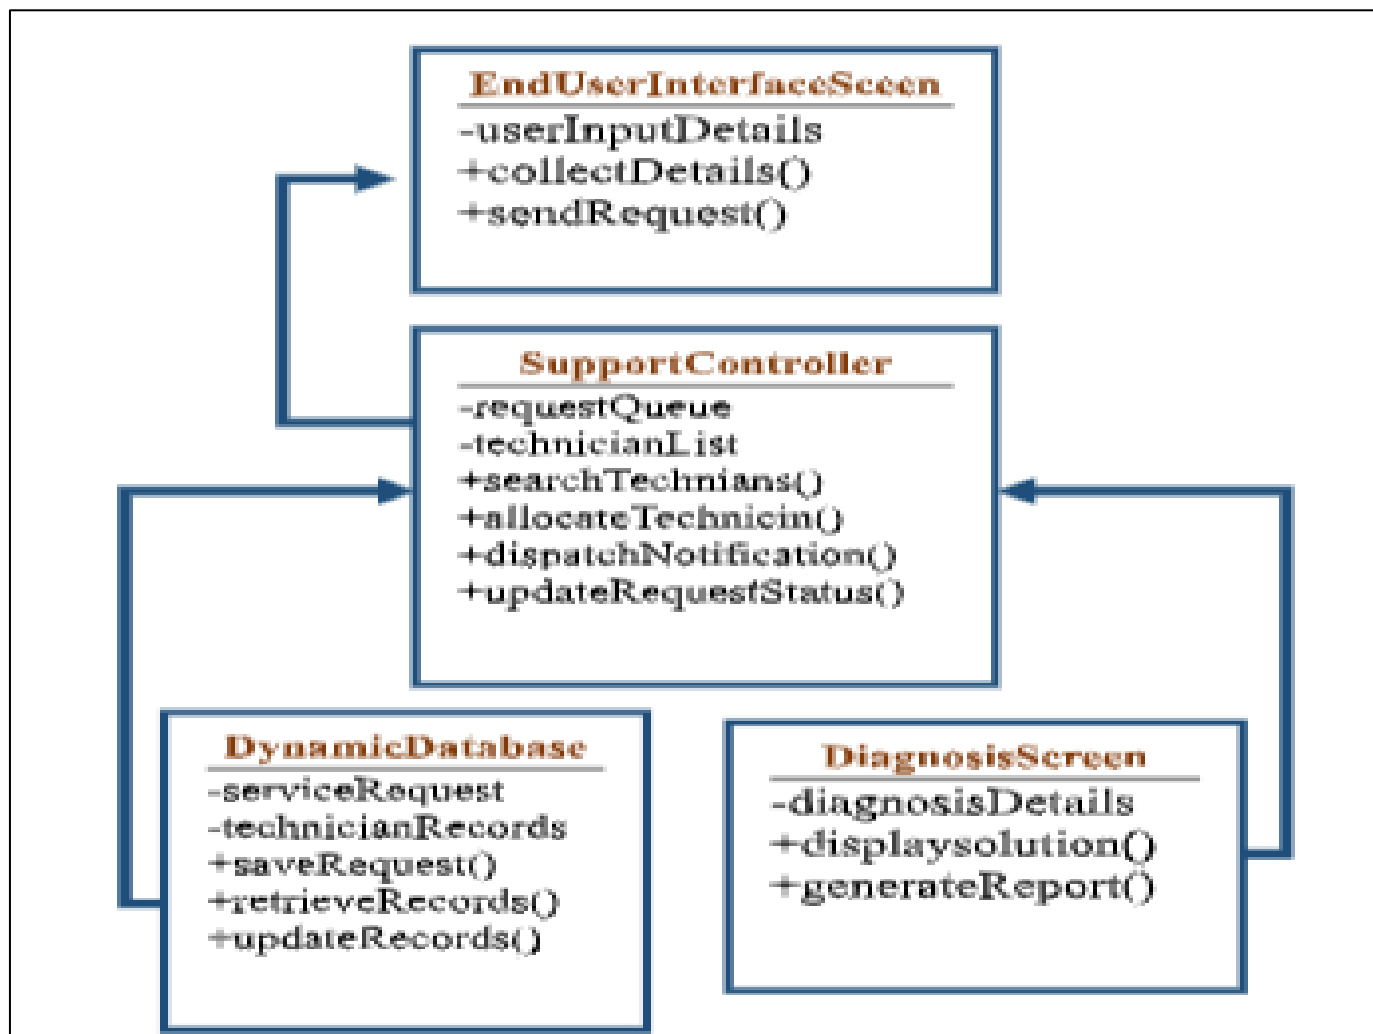 EndUserInterfaceSceen
-userInputDetails
+collectDetails()
+sendRequest()
SupportController
-requestQueue
-technicianList
+searchTechnians()
+allocateTechnicin()
+dispatchNotification()
+updateRequestStatus()
DynamicDatabase
-serviceRequest
-technicianRecords
+saveRequest()
+retrieveRecords()
+updateRecords()
DiagnosisScreen
-diagnosisDetails
+displaysolution()
+generateReport()